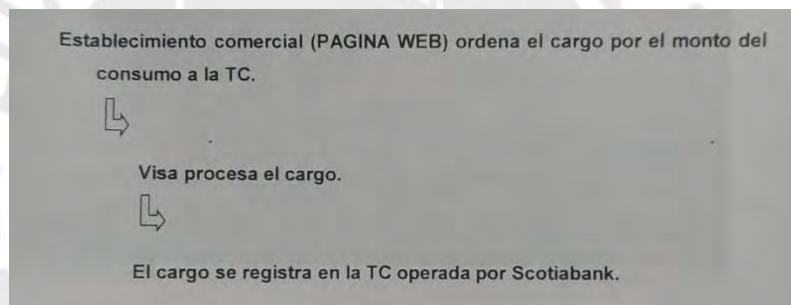 Establecimiento comercial (PAGINA WEB) ordena el cargo por el monto del
consumo a la TC.
Visa procesa el cargo.
El cargo se registra en la TC operada por Scotiabank.